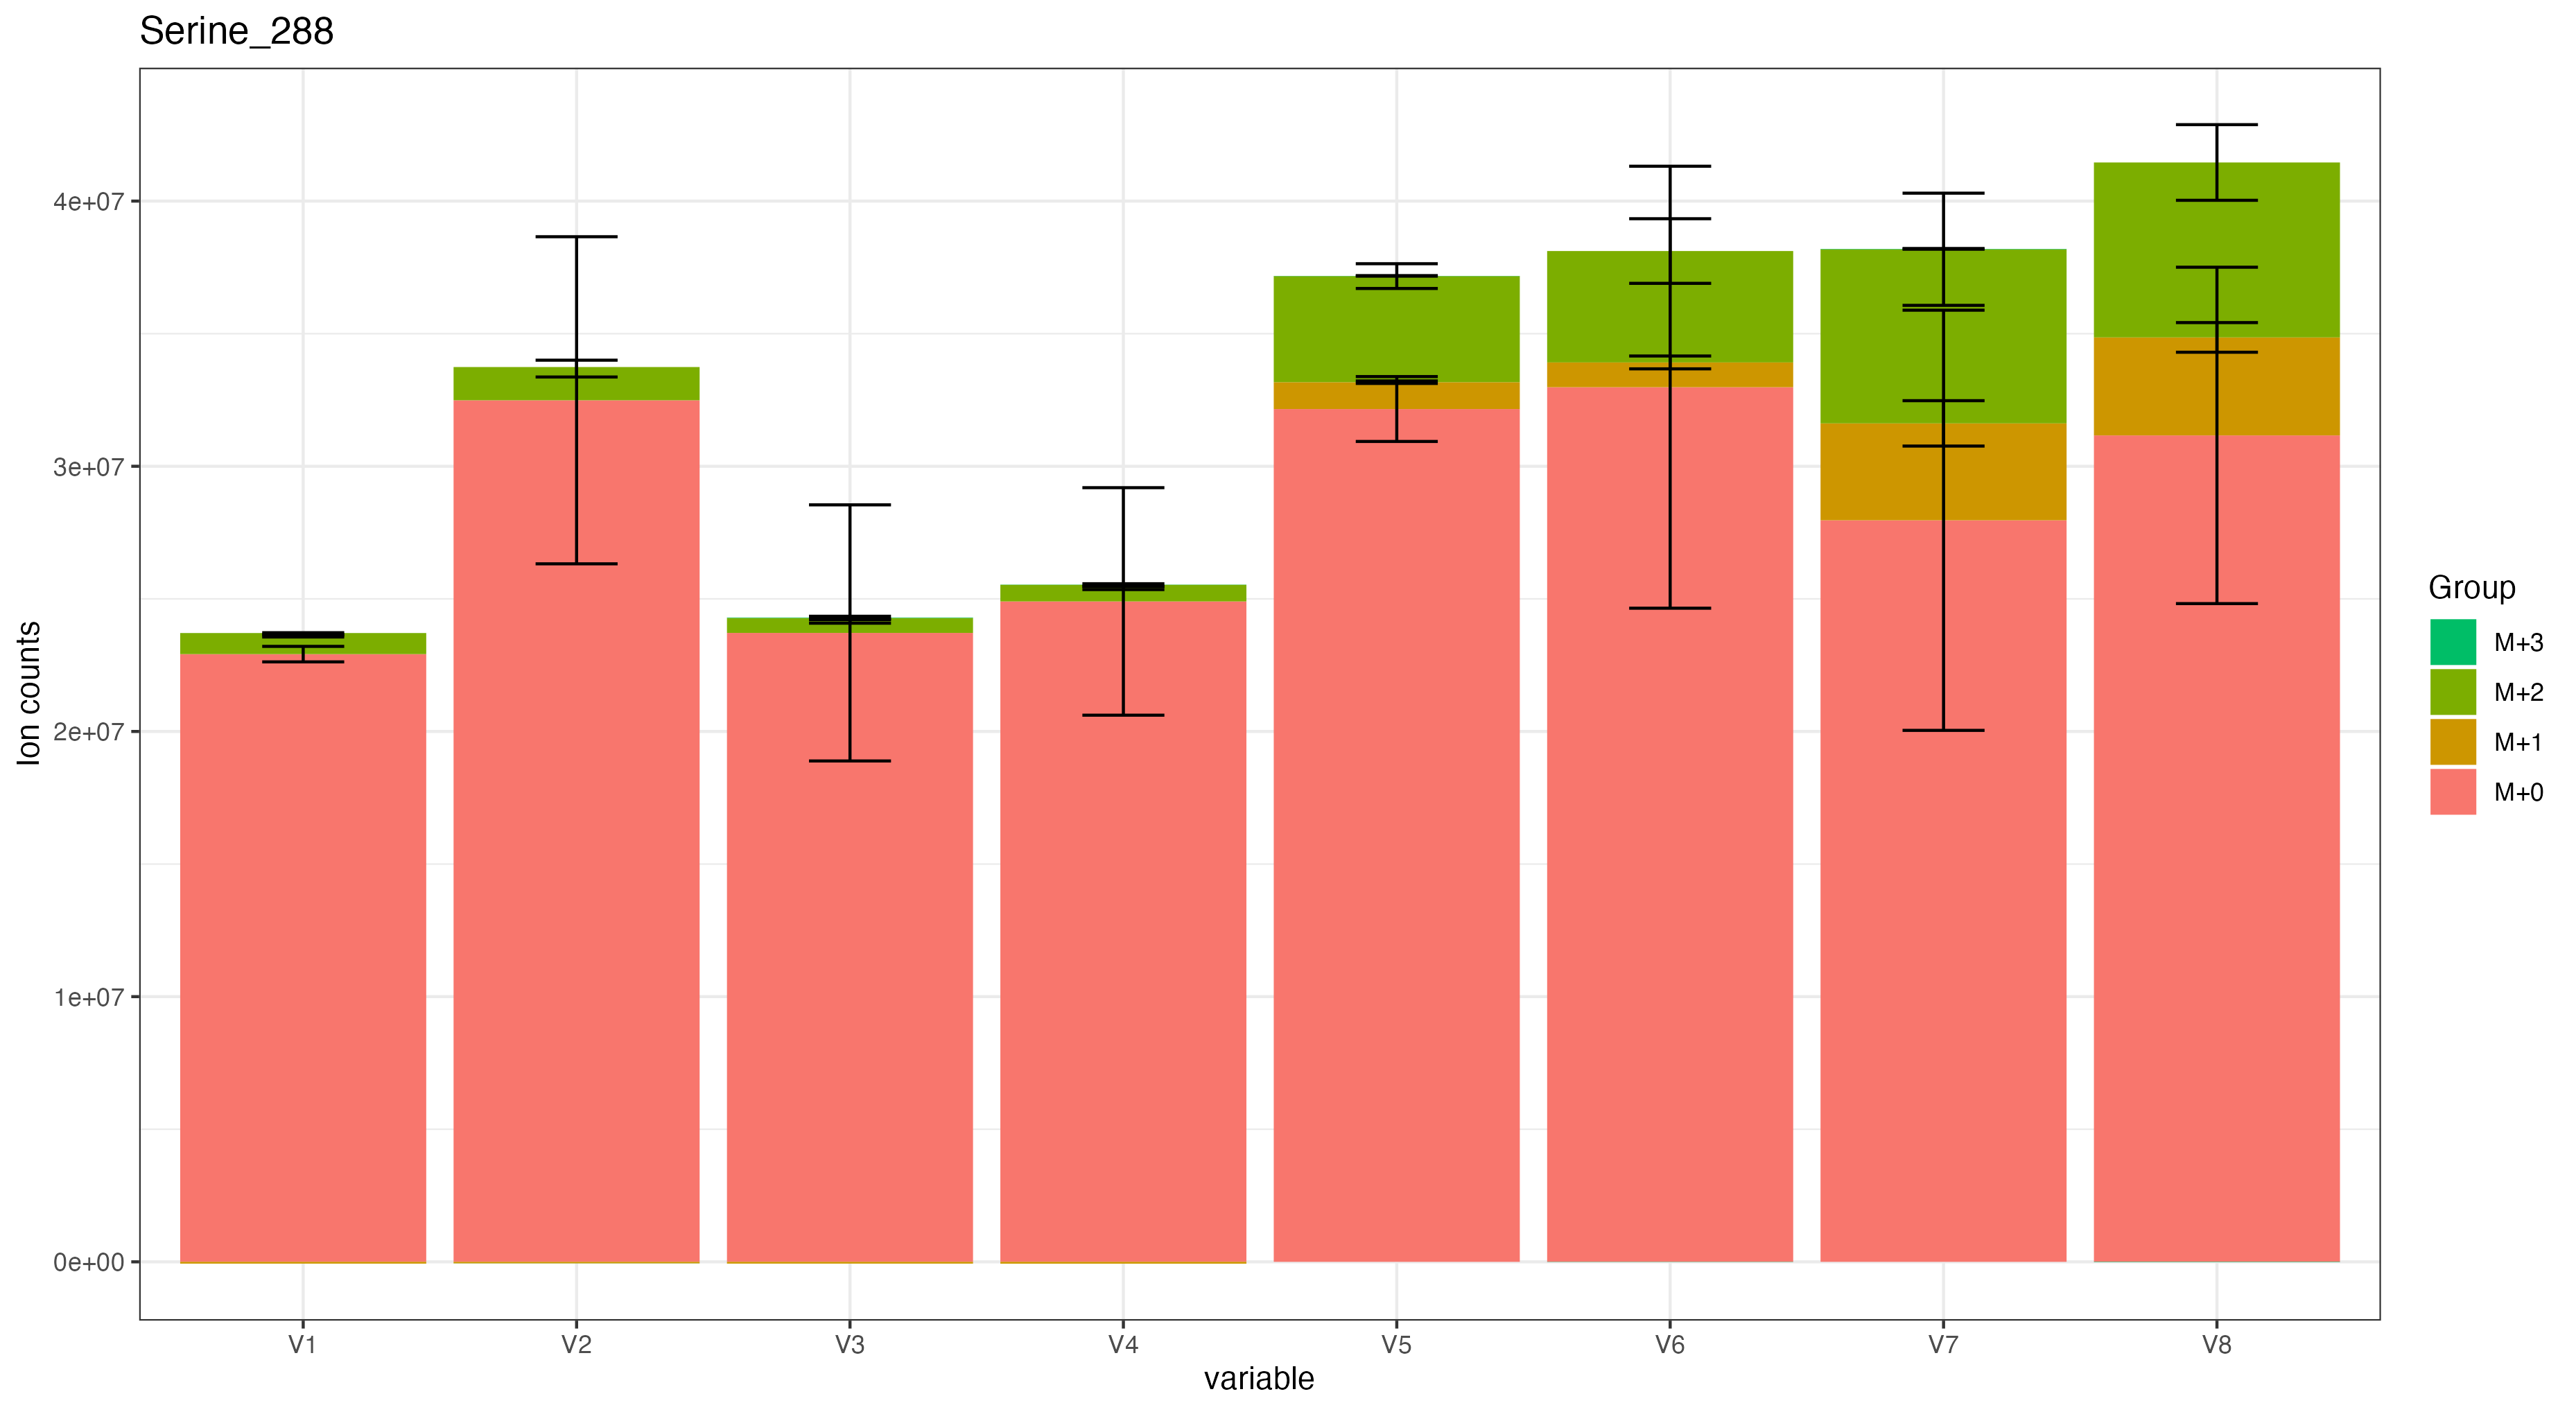 Serine_288
Ion counts
4e+07
3e+07
2e+07
1e+07
0e+00
V1 V2 V3 V4 V5 V6 V7 V8
variable
Group
M+3
M+2
M+1
M+0